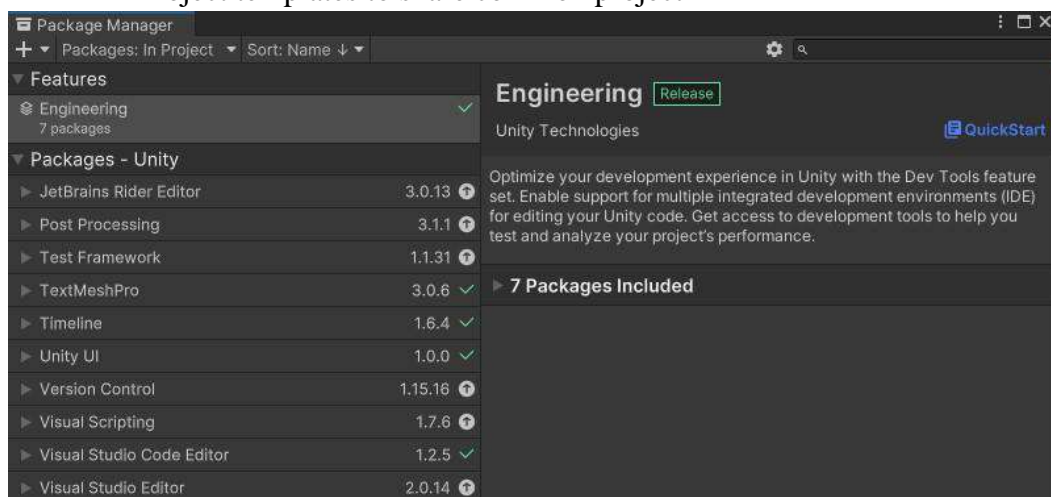 Package Manager
Packages: In Project Sort: Name ↓
Features
Engineering
7 packages
Packages - Unity
JetBrains Rider Editor 3.0.13
Post Processing 3.1.1
Test Framework 1.1.31
TextMeshPro 3.0.6
Timeline 1.6.4
Unity UI 1.0.0
Version Control 1.15.16
Visual Scripting 1.7.6
Visual Studio Code Editor 1.2.5
Visual Studio Editor 2.0.14
Engineering Release
Unity Technologies QuickStart
Optimize your development experience in Unity with the Dev Tools feature
set. Enable support for multiple integrated development environments (IDE)
for editing your Unity code. Get access to development tools to help you
test and analyze your project's performance.
7 Packages Included